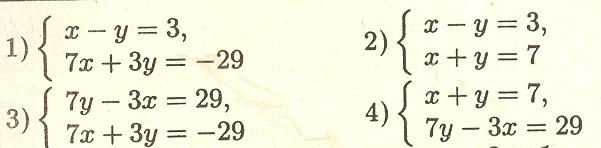 1) { x − y = 3,
7x + 3y = −29
2) { x − y = 3,
x + y = 7
3) { 7y − 3x = 29,
7x + 3y = −29
4) { x + y = 7,
7y − 3x = 29